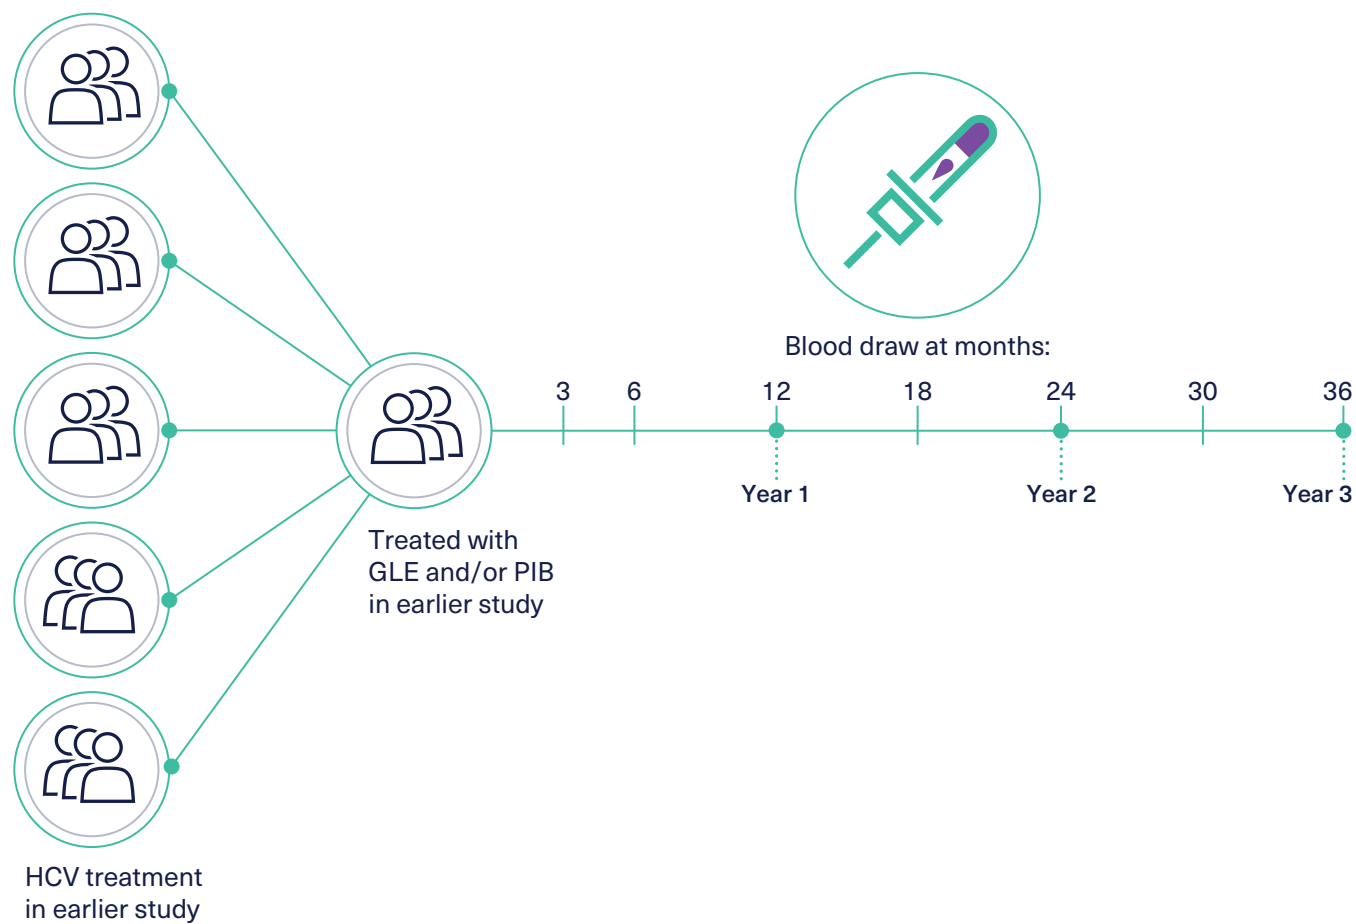 Blood draw at months:
3 6 12 18 24 30 36
Year 1 Year 2 Year 3
Treated with
GLE and/or PIB
in earlier study
HCV treatment
in earlier study